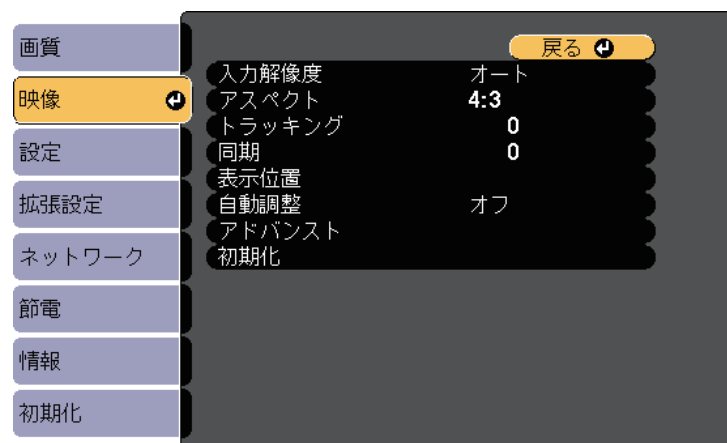 画質
映像
設定
拡張設定
ネットワーク
節電
情報
初期化
戻る
入力解像度 オート
アスペクト 4:3
トラッキング 0
同期 0
表示位置
自動調整 オフ
アドバンスト
初期化